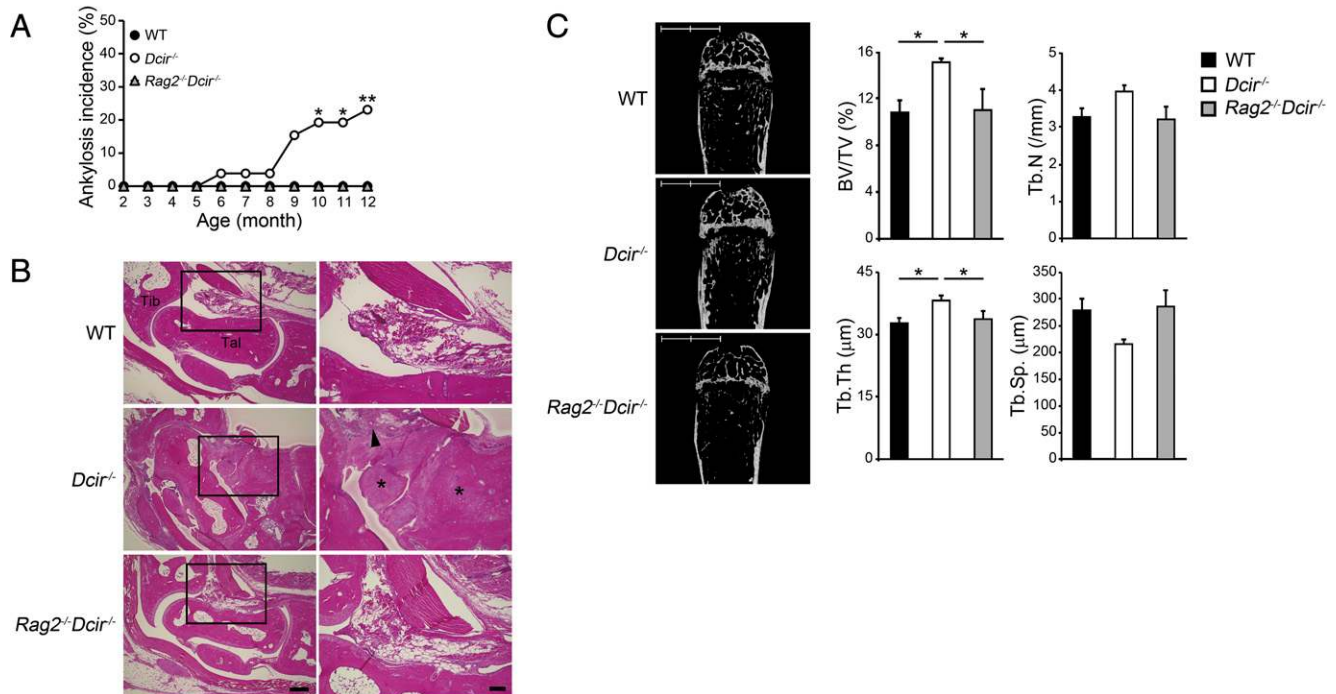 A
Ankylosis incidence (%)
50
40
30
20
10
0
WT
Dcir-/-
Rag2-/-Dcir-/-
* * **
2 3 4 5 6 7 8 9 10 11 12
Age (month)
B
WT
Tib
Tal
Dcir-/-
* *
Rag2-/-Dcir-/-
C
WT
Dcir-/-
Rag2-/-Dcir-/-
BV/TV (%)
20
16
12
8
4
0
* *
Tb.N (/mm)
5
4
3
2
1
0
WT
Dcir-/-
Rag2-/-Dcir-/-
Tb.Th (μm)
45
30
15
0
* *
Tb.Sp. (μm)
350
300
250
200
150
100
50
0